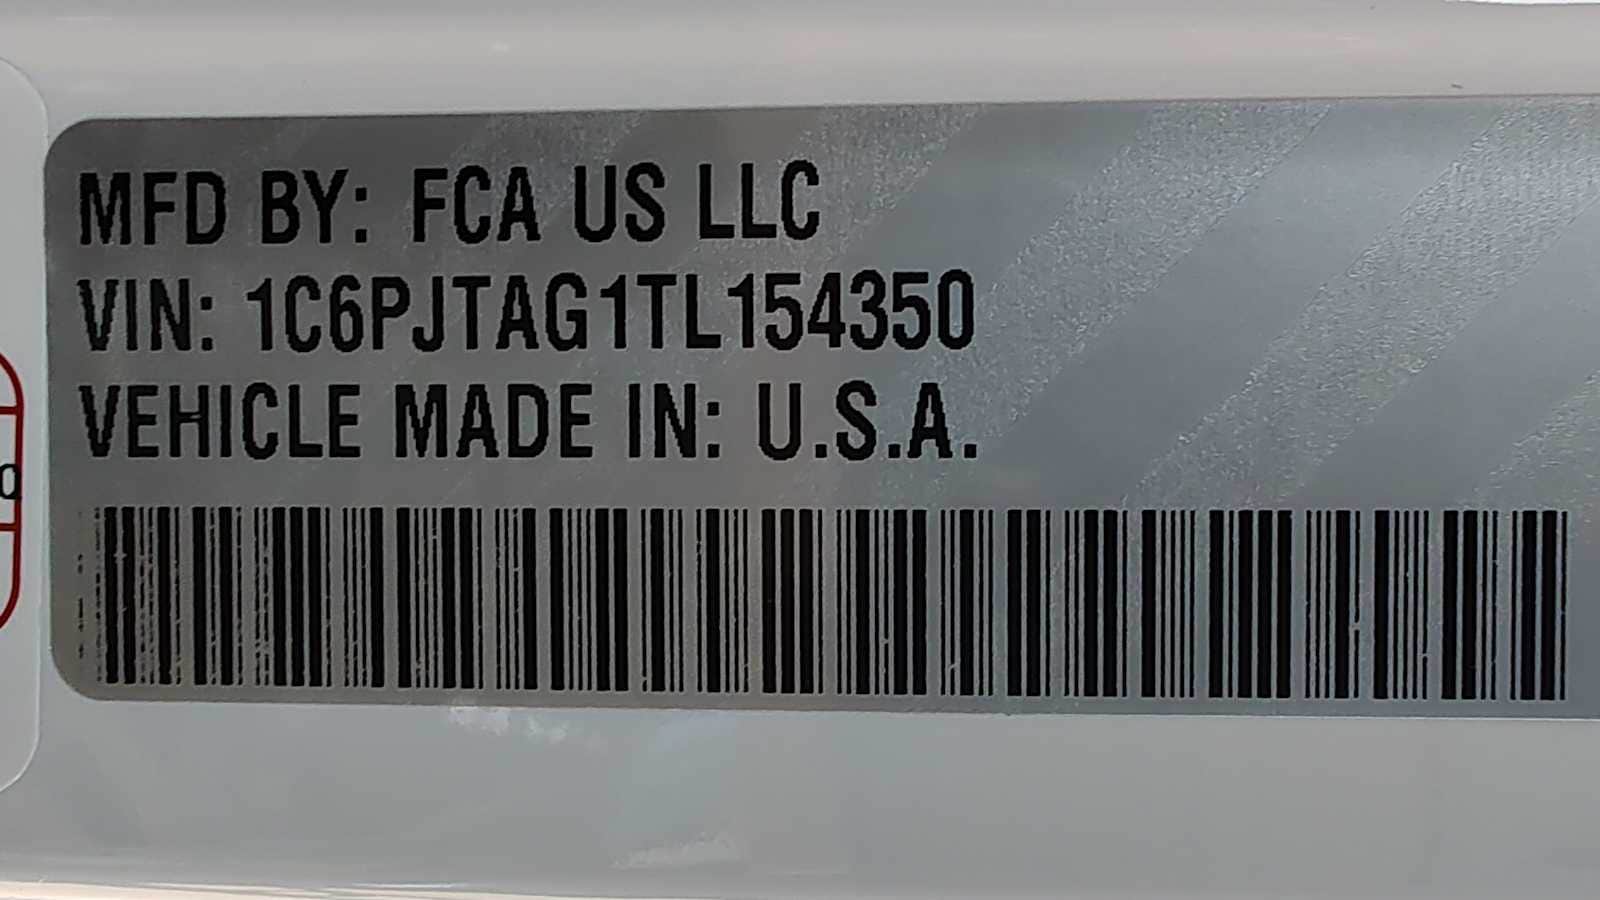 MFD BY: FCA US LLC
VIN: 1C6PJTAG1TL154350
VEHICLE MADE IN: U.S.A.